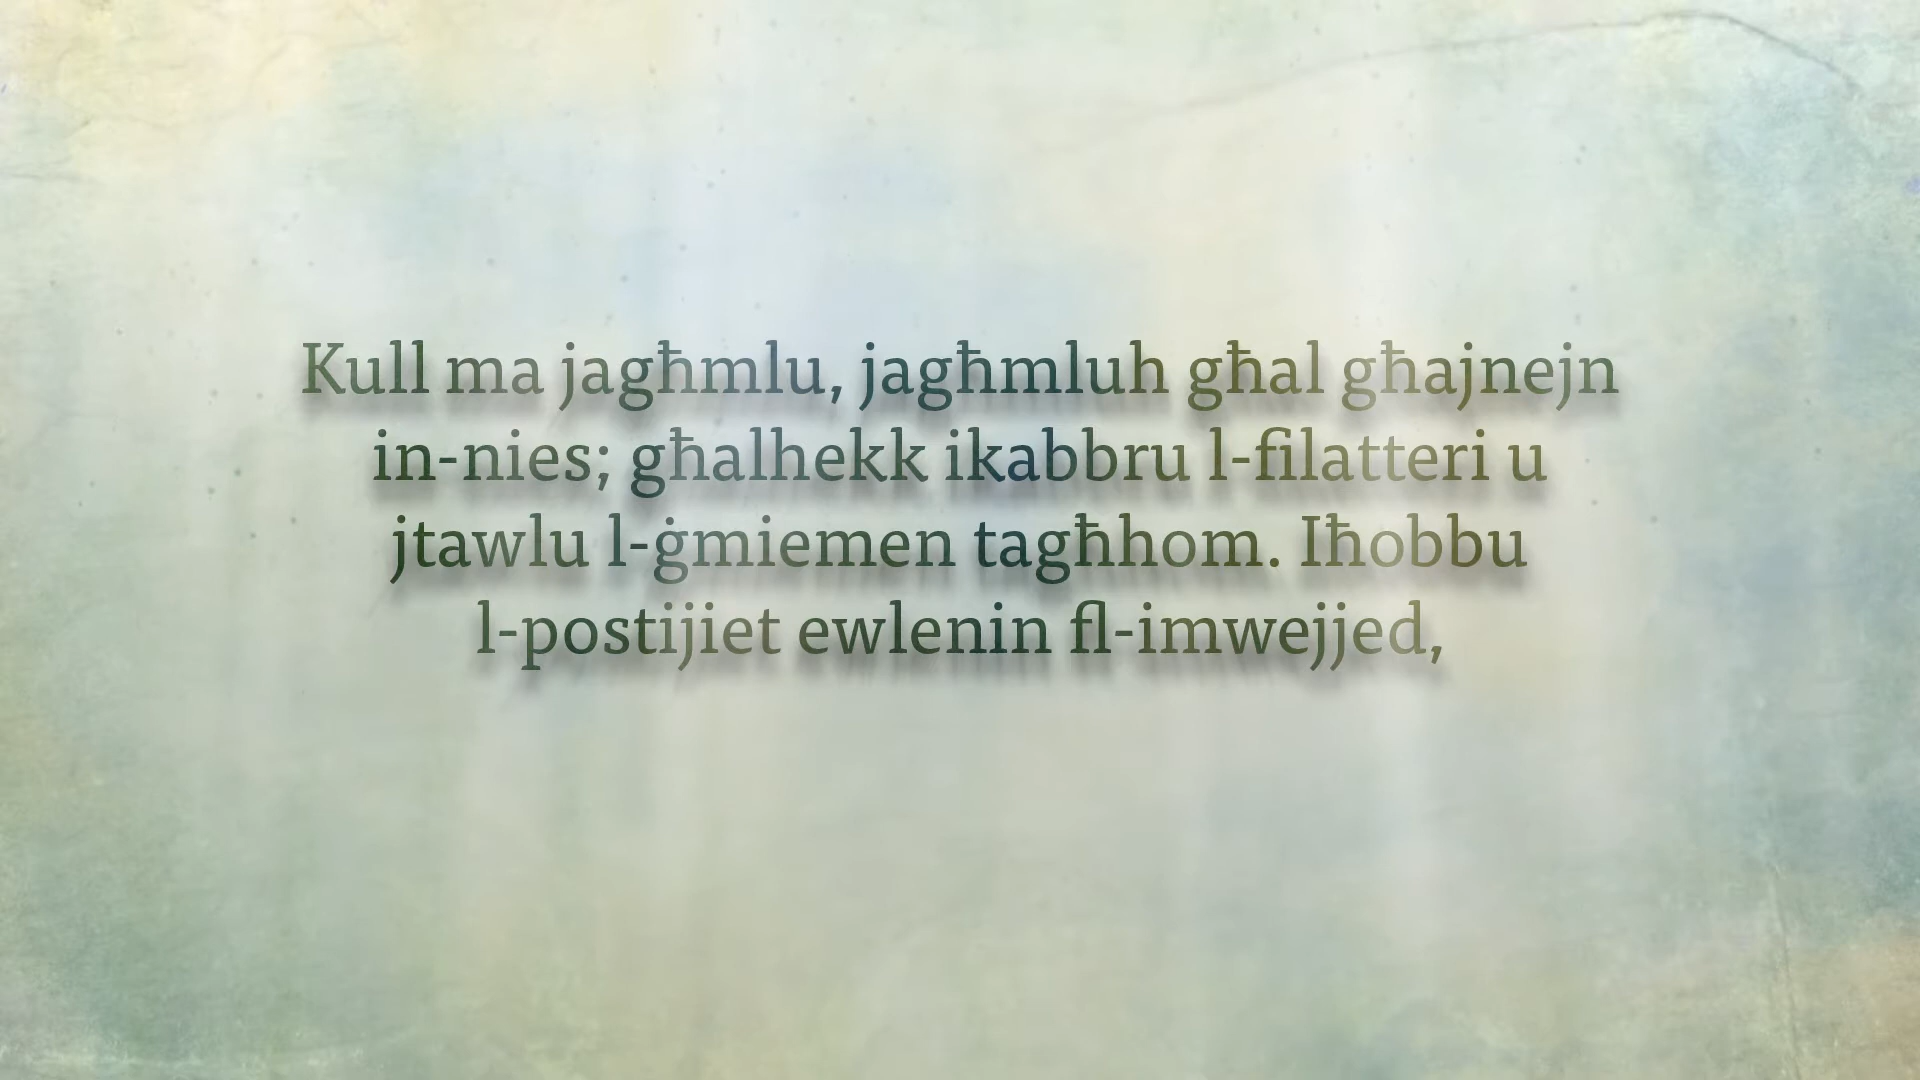 Kull ma jagħmlu, jagħmluh għal għajnejn
in-nies; għalhekk ikabbru l-filatteri u
jtawlu l-ġmiemen tagħhom. Iħobbu
l-postijiet ewlenin fl-imwejjed,